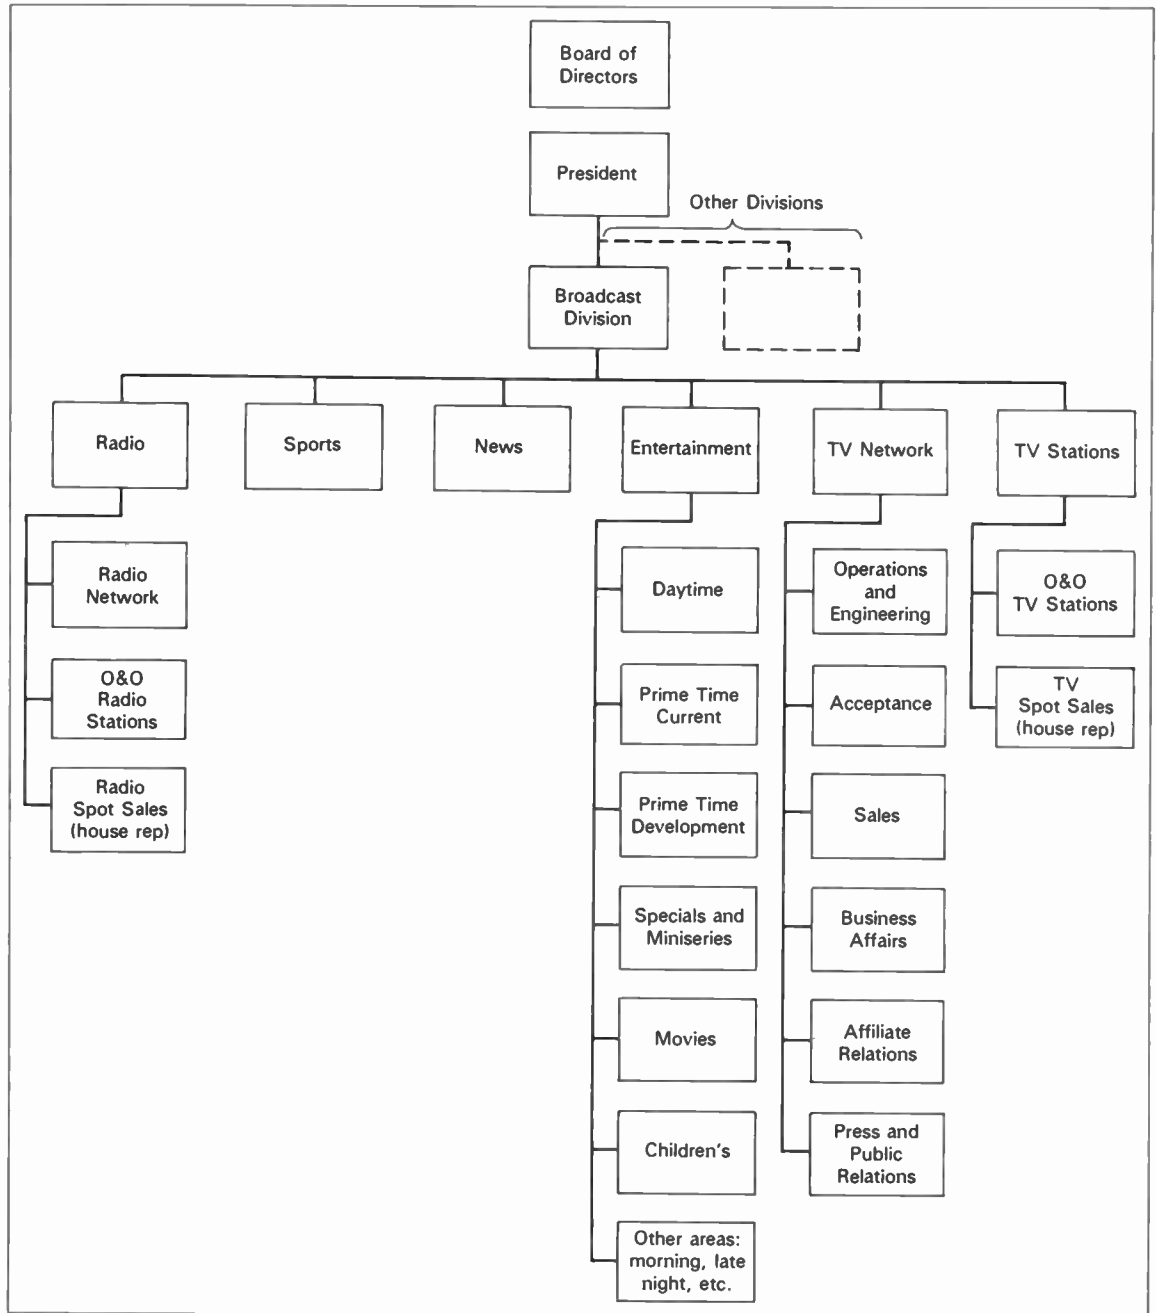 Board of
Directors
President
Other Divisions
Broadcast
Division
Radio
Sports
News
Entertainment
TV Network
TV Stations
Radio
Network
O&O
Radio
Stations
Radio
Spot Sales
(house rep)
Daytime
Prime Time
Current
Prime Time
Development
Specials and
Miniseries
Movies
Children's
Other areas:
morning, late
night, etc.
Operations
and
Engineering
Acceptance
Sales
Business
Affairs
Affiliate
Relations
Press and
Public
Relations
O&O
TV Stations
TV
Spot Sales
(house rep)